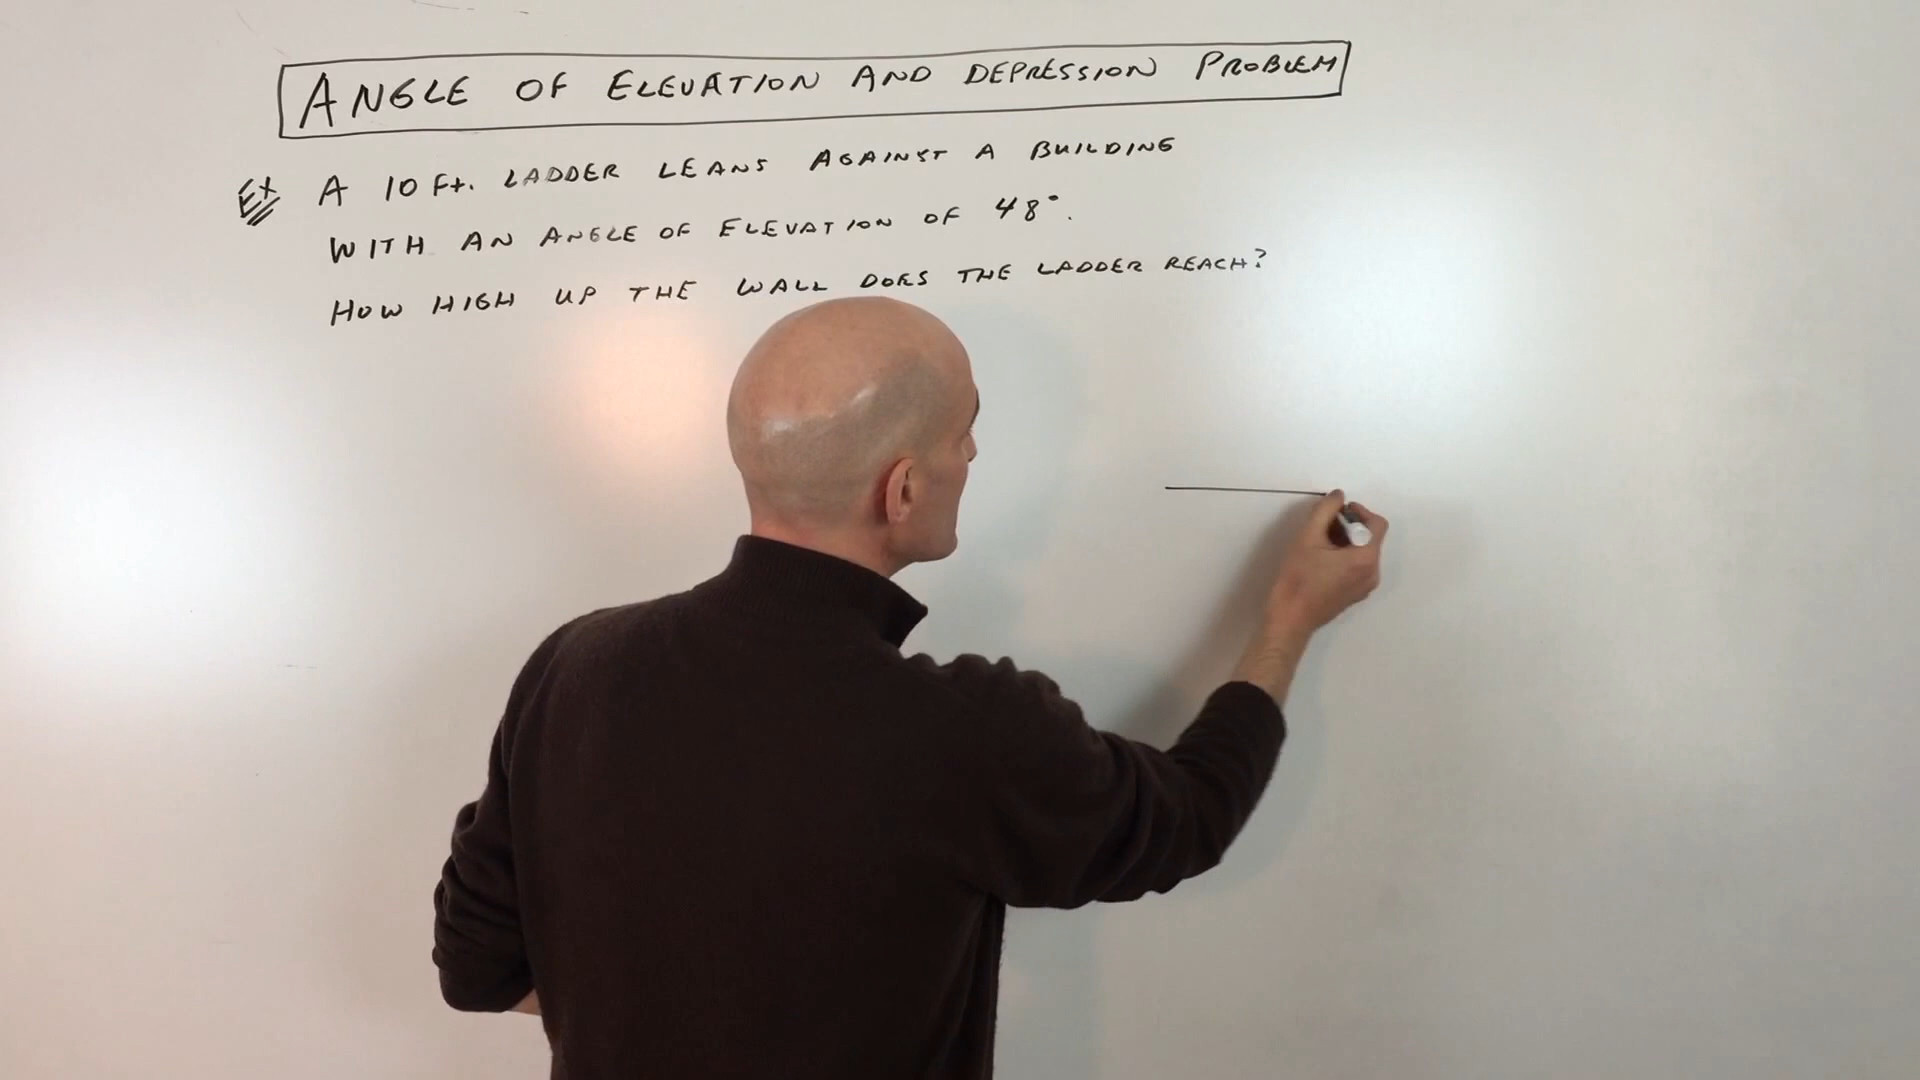 ANGLE OF ELEVATION AND DEPRESSION PROBLEM
Ex A 10 Ft. LADDER LEANS AGAINST A BUILDING
WITH AN ANGLE OF ELEVATION OF 48°.
HOW HIGH UP THE WALL DOES THE LADDER REACH?